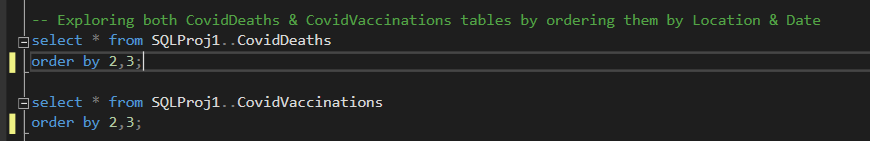 -- Exploring both CovidDeaths & CovidVaccinations tables by ordering them by Location & Date
select * from SQLProj1..CovidDeaths
order by 2,3;
select * from SQLProj1..CovidVaccinations
order by 2,3;